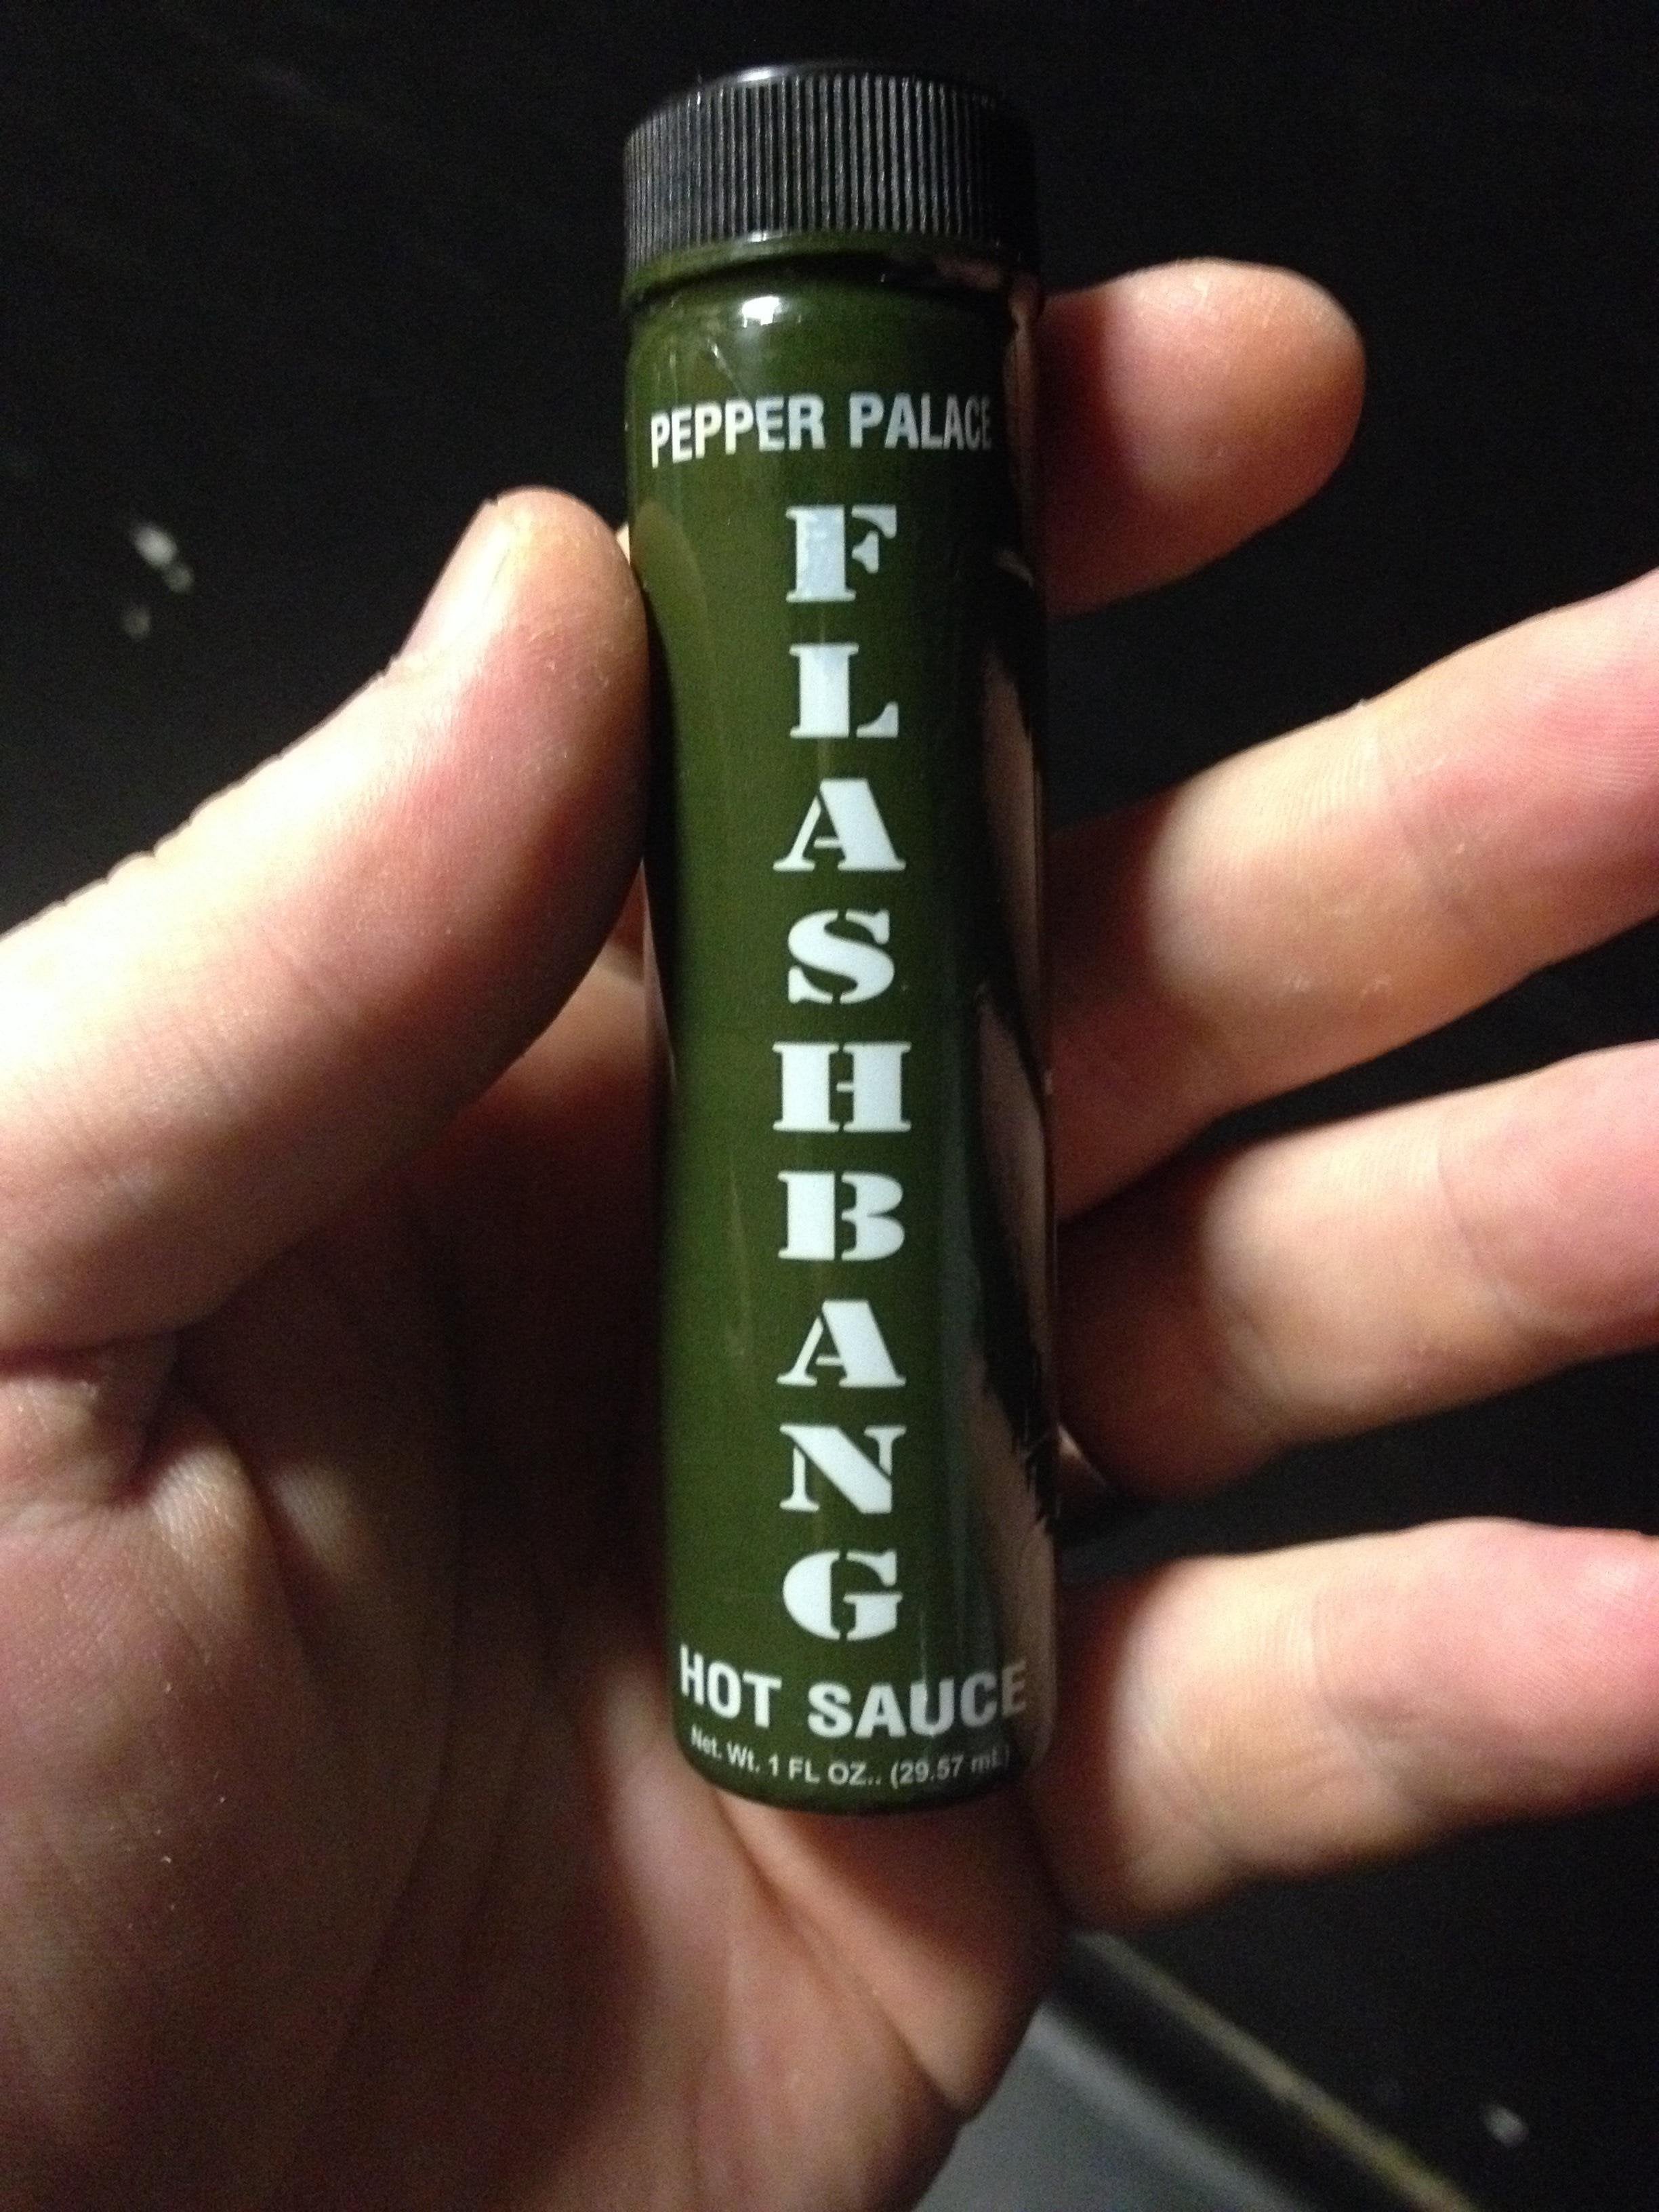 PEPPER PALACE
FLASHBANG
HOT SAUCE
Net. Wt. 1 FL OZ.. (29.57 mL)